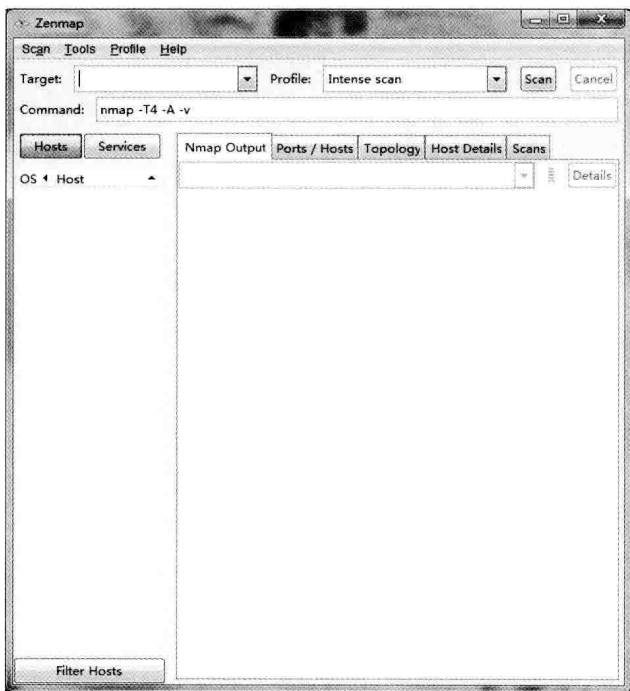 Zenmap
Scan Tools Profile Help
Target: Profile: Intense scan Scan Cancel
Command: nmap -T4 -A -v
Hosts Services Nmap Output Ports / Hosts Topology Host Details Scans
OS Host Details
Filter Hosts